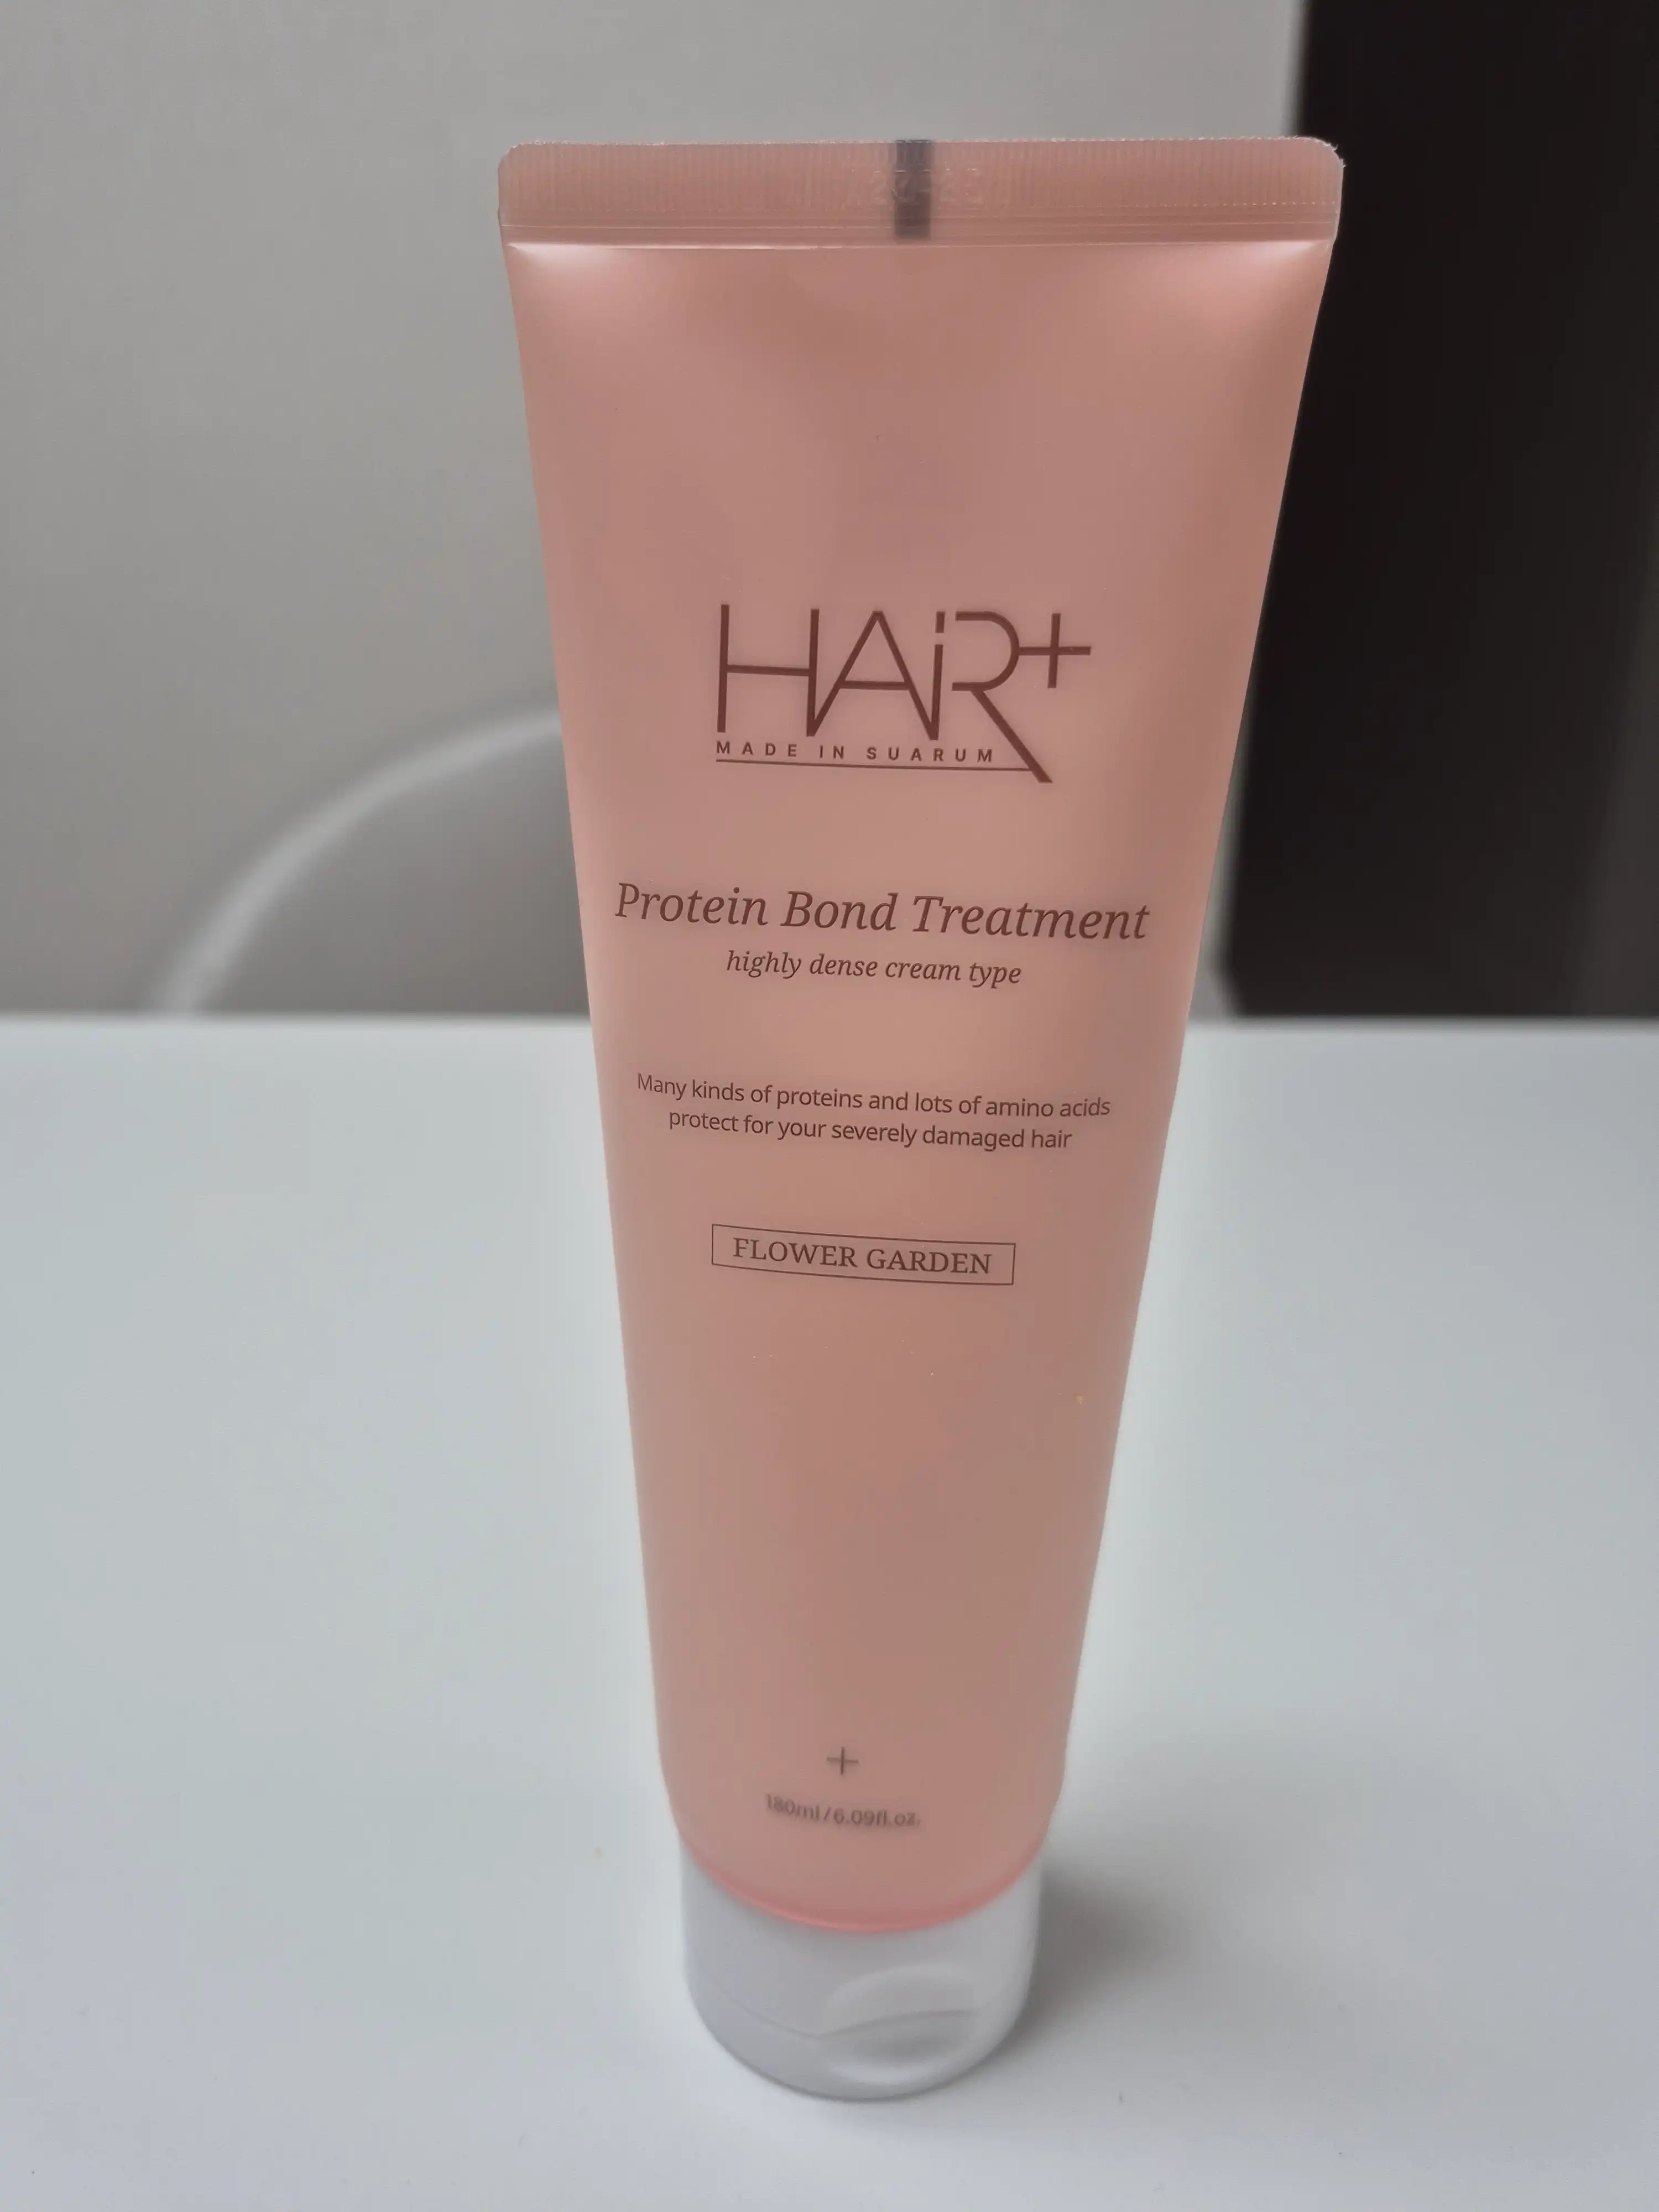 HAiR+
MADE IN SUARUM
Protein Bond Treatment
highly dense cream type
Many kinds of proteins and lots of amino acids
protect for your severely damaged hair
FLOWER GARDEN
+
180ml/6.09fl.oz.